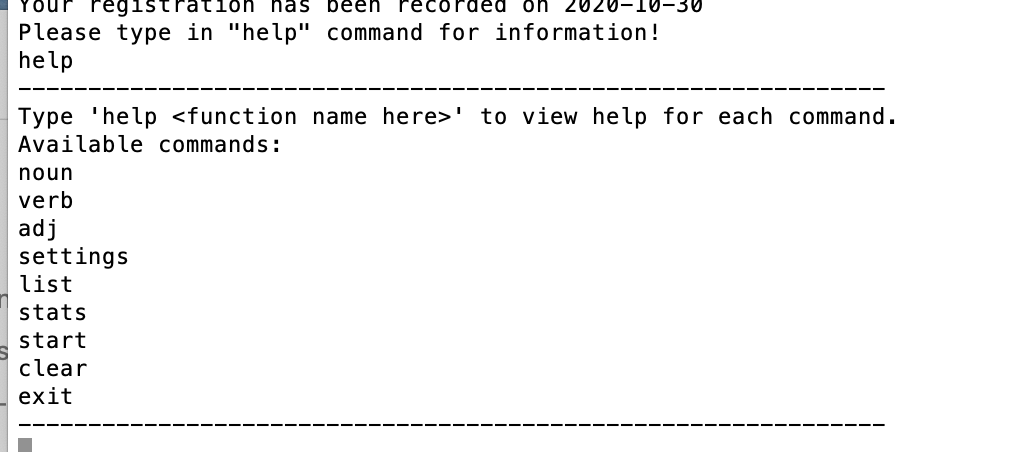 Your registration has been recorded on 2020-10-30
Please type in "help" command for information!
help
---------------------------------------------------------------
Type 'help <function name here>' to view help for each command.
Available commands:
noun
verb
adj
settings
list
stats
start
clear
exit
---------------------------------------------------------------